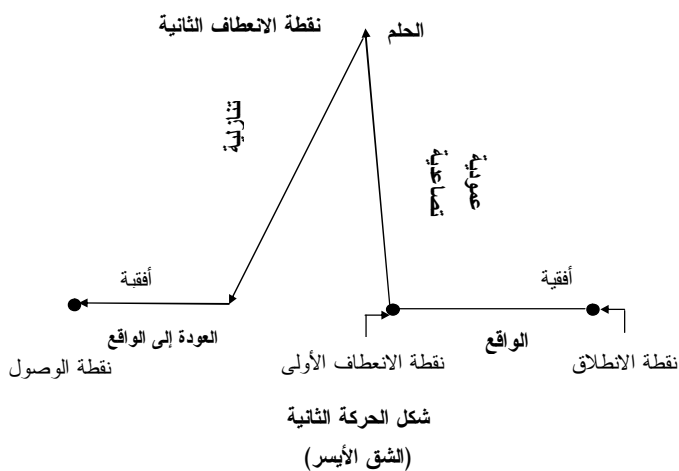 الحلم
نقطة الانعطاف الثانية
تنازلية
عمودية
تصاعدية
أفقية
أفقية
الواقع
العودة إلى الواقع
نقطة الانطلاق
نقطة الانعطاف الأولى
نقطة الوصول
شكل الحركة الثانية
(الشق الأيسر)